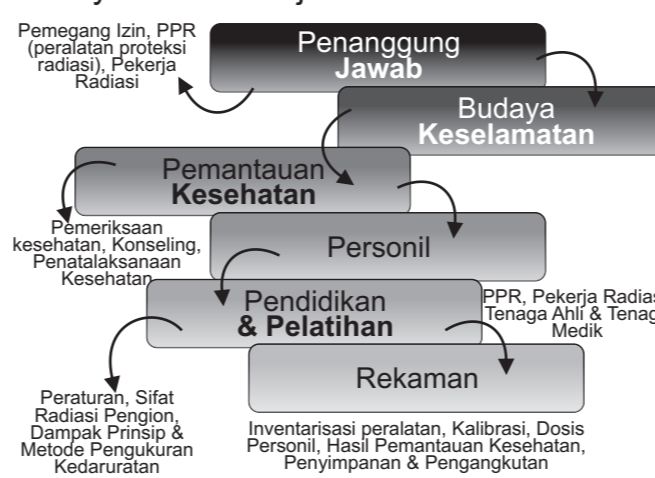 Pemegang Izin, PPR
(peralatan proteksi
radiasi), Pekerja
Radiasi
Penanggung
Jawab
Budaya
Keselamatan
Pemantauan
Kesehatan
Pemeriksaan
kesehatan, Konseling,
Penatalaksanaan
Kesehatan
Personil
Pendidikan
& Pelatihan
PPR, Pekerja
Tenaga Ahli &
Medik
Rekaman
Peraturan, Sifat
Radiasi Pengion,
Dampak Prinsip &
Metode Pengukuran
Kedaruratan
Inventarisasi peralatan, Kalibrasi, Dosis
Personil, Hasil Pemantauan Kesehatan,
Penyimpanan & Pengangkutan